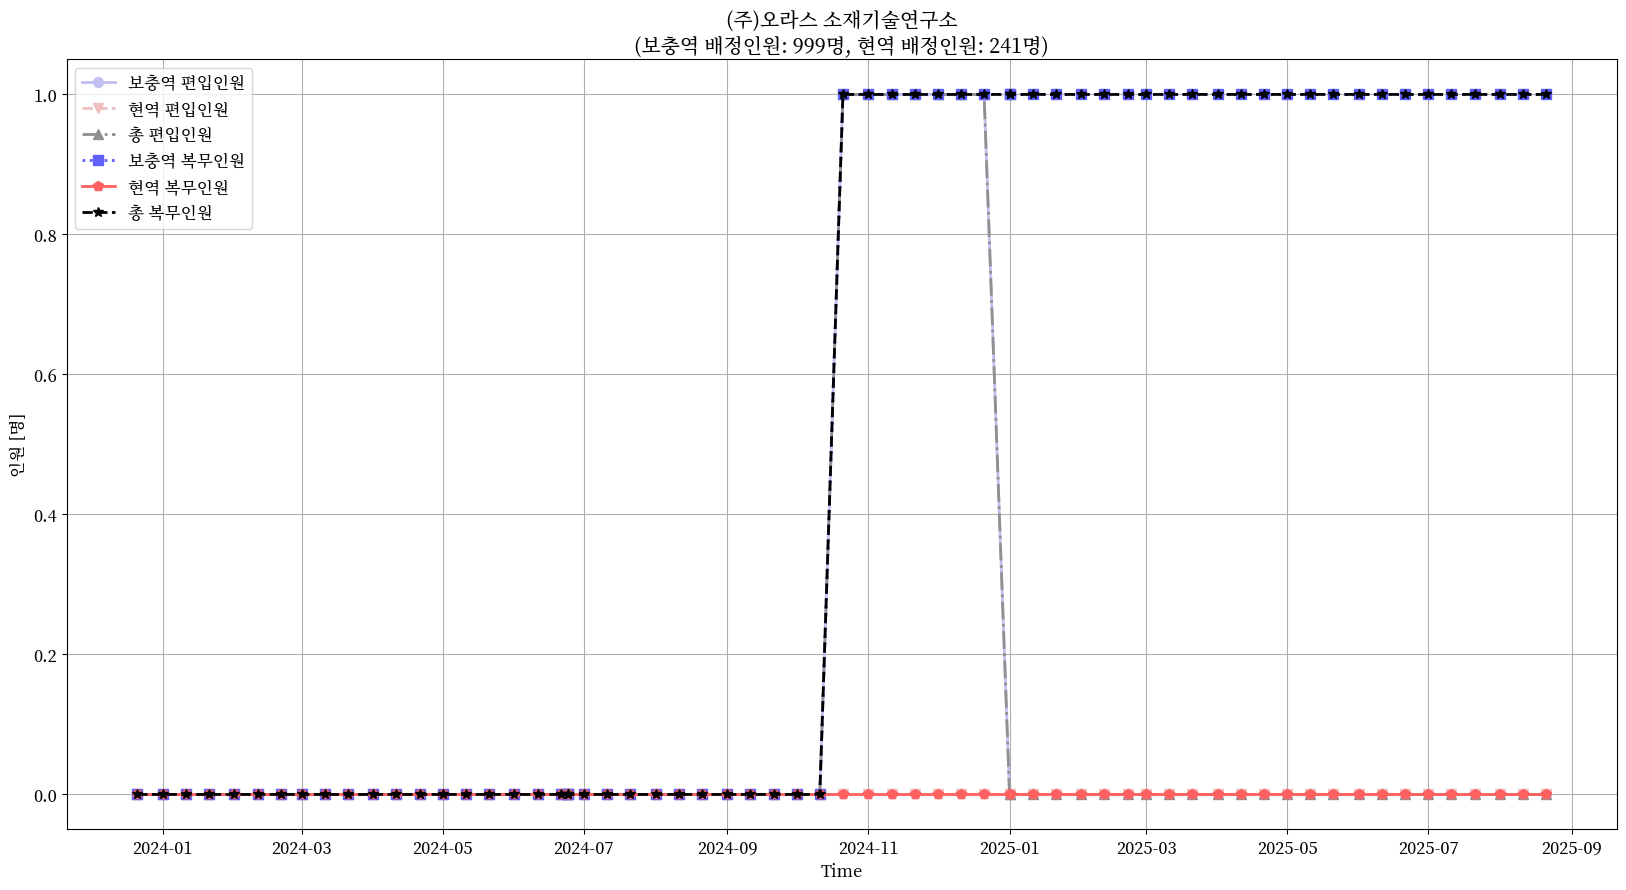 (주)오라스 소재기술연구소
(보충역 배정인원: 999명, 현역 배정인원: 241명)
보충역 편입인원
현역 편입인원
총 편입인원
보충역 복무인원
현역 복무인원
총 복무인원
1.0
0.8
0.6
0.4
0.2
0.0
인원 [명]
2024-01
2024-03
2024-05
2024-07
2024-09
2024-11
2025-01
2025-03
2025-05
2025-07
2025-09
Time